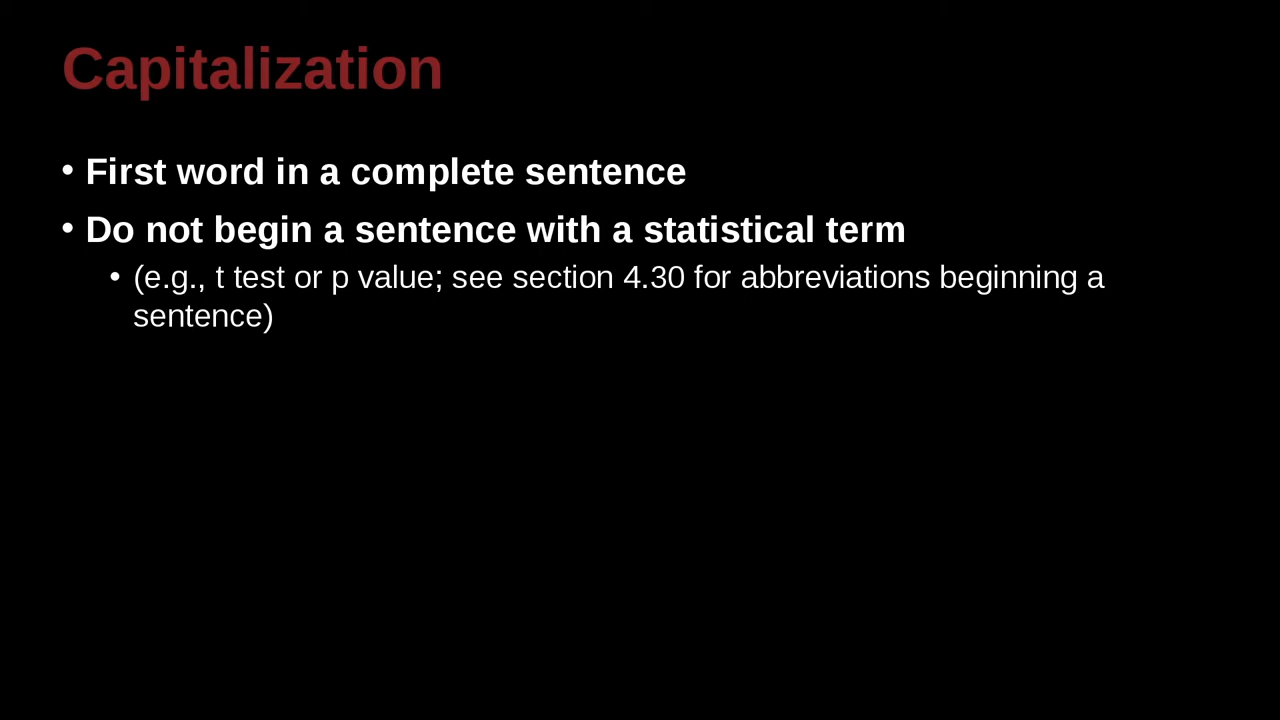 Capitalization
• First word in a complete sentence
• Do not begin a sentence with a statistical term
• (e.g., t test or p value; see section 4.30 for abbreviations beginning a
sentence)